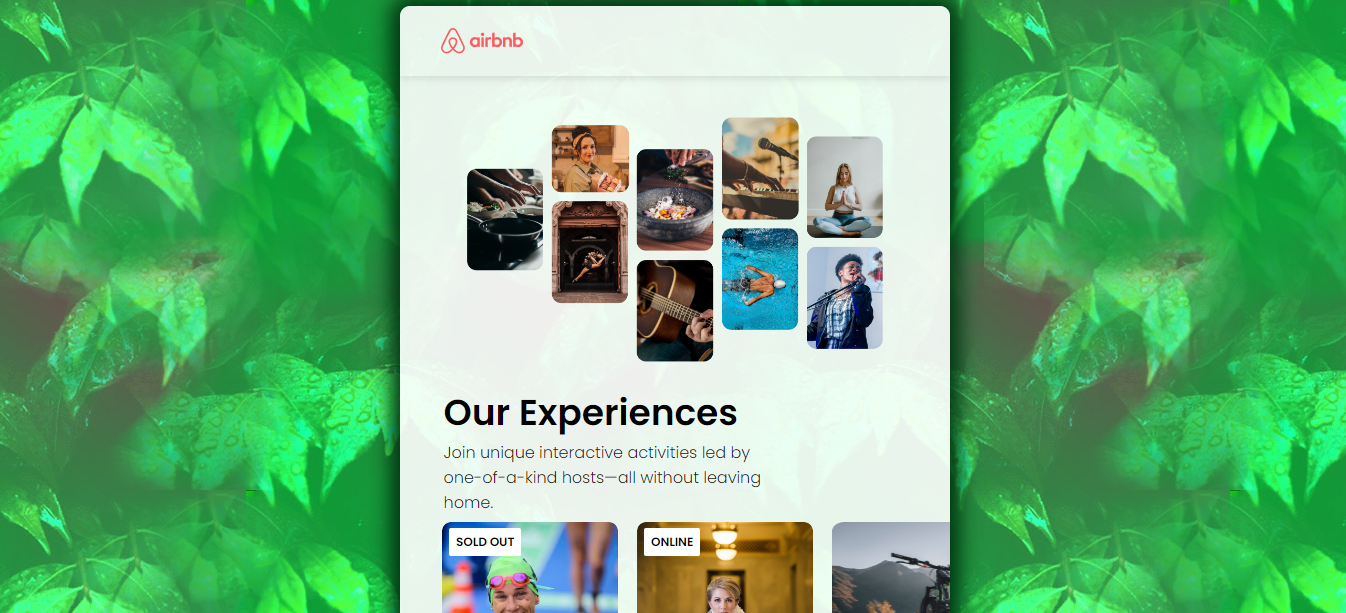 airbnb
Our Experiences
Join unique interactive activities led by
one-of-a-kind hosts—all without leaving
home.
SOLD OUT
ONLINE